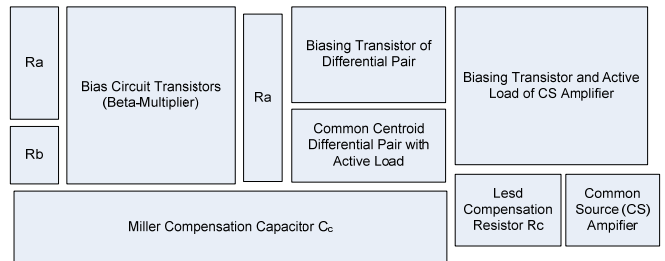 Ra
Bias Circuit Transistors
(Beta-Multiplier)
Rb
Ra
Biasing Transistor of
Differential Pair
Common Centroid
Differential Pair with
Active Load
Biasing Transistor and Active
Load of CS Amplifier
Lesd
Compensation
Resistor Rc
Common
Source (CS)
Ampifier
Miller Compensation Capacitor Cc